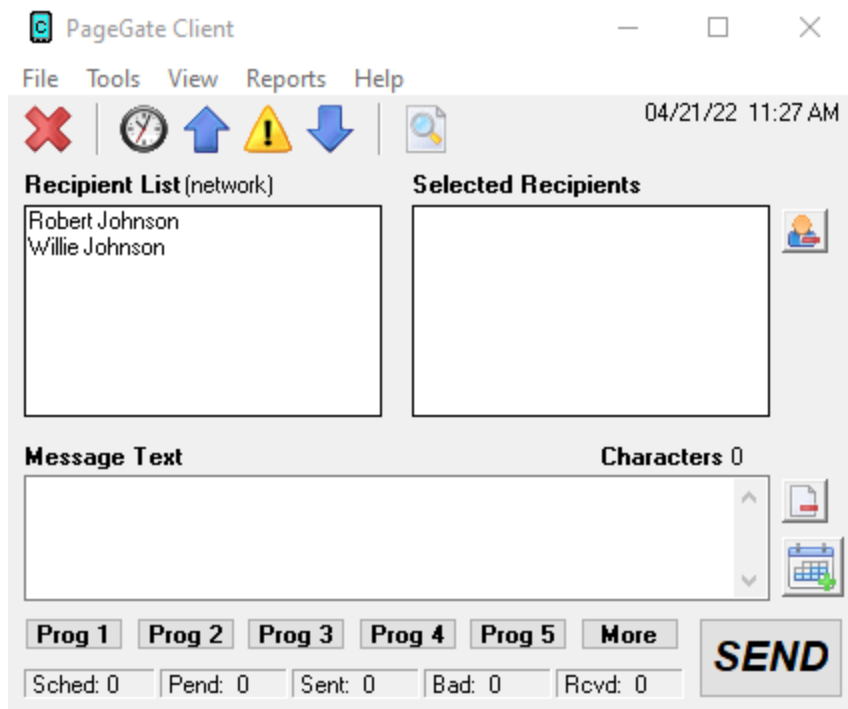 PageGate Client
File Tools View Reports Help
04/21/22 11:27 AM
Recipient List (network)
Selected Recipients
Robert Johnson
Willie Johnson
Message Text
Characters 0
Prog 1 Prog 2 Prog 3 Prog 4 Prog 5 More
SEND
Sched: 0 Pend: 0 Sent: 0 Bad: 0 Rcvd: 0